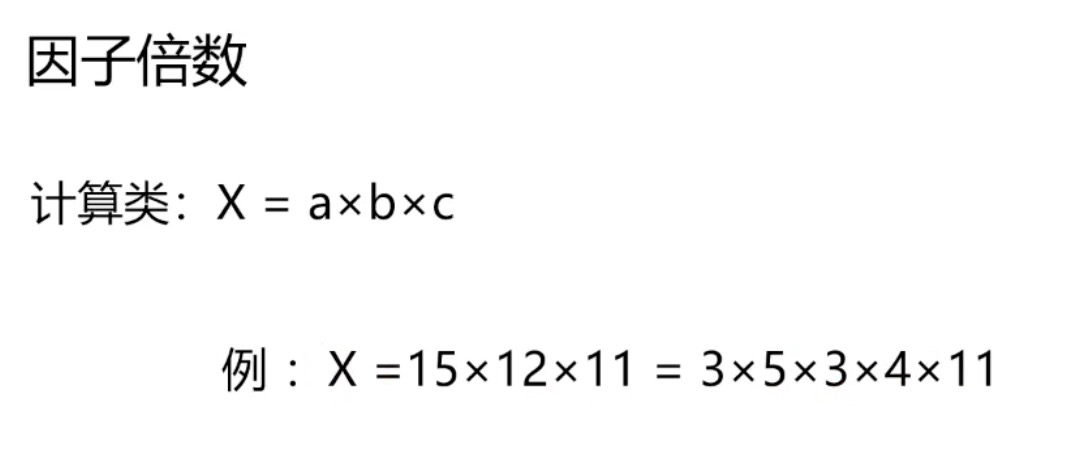 因子倍数
计算类：X = a×b×c
例：X =15×12×11 = 3×5×3×4×11